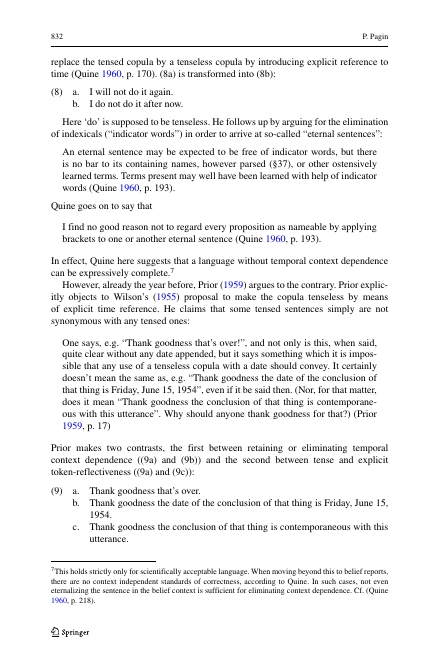 832 P. Pagin
replace the tensed copula by a tenseless copula by introducing explicit reference to
time (Quine 1960, p. 170). (8a) is transformed into (8b):
(8) a. I will not do it again.
b. I do not do it after now.
Here ‘do’ is supposed to be tenseless. He follows up by arguing for the elimination
of indexicals (“indicator words”) in order to arrive at so-called “eternal sentences”:
An eternal sentence may be expected to be free of indicator words, but there
is no bar to its containing names, however parsed (§37), or other ostensively
learned terms. Terms present may well have been learned with help of indicator
words (Quine 1960, p. 193).
Quine goes on to say that
I find no good reason not to regard every proposition as nameable by applying
brackets to one or another eternal sentence (Quine 1960, p. 193).
In effect, Quine here suggests that a language without temporal context dependence
can be expressively complete.7
However, already the year before, Prior (1959) argues to the contrary. Prior explic-
itly objects to Wilson’s (1955) proposal to make the copula tenseless by means
of explicit time reference. He claims that some tensed sentences simply are not
synonymous with any tensed ones:
One says, e.g. “Thank goodness that’s over!”, and not only is this, when said,
quite clear without any date appended, but it says something which it is impos-
sible that any use of a tenseless copula with a date should convey. It certainly
doesn’t mean the same as, e.g. “Thank goodness the date of the conclusion of
that thing is Friday, June 15, 1954”, even if it be said then. (Nor, for that matter,
does it mean “Thank goodness the conclusion of that thing is contemporane-
ous with this utterance”. Why should anyone thank goodness for that?) (Prior
1959, p. 17)
Prior makes two contrasts, the first between retaining or eliminating temporal
context dependence ((9a) and (9b)) and the second between tense and explicit
token-reflectiveness ((9a) and (9c)):
(9) a. Thank goodness that’s over.
b. Thank goodness the date of the conclusion of that thing is Friday, June 15,
1954.
c. Thank goodness the conclusion of that thing is contemporaneous with this
utterance.
7This holds strictly only for scientifically acceptable language. When moving beyond this to belief reports,
there are no context independent standards of correctness, according to Quine. In such cases, not even
eternalizing the sentence in the belief context is sufficient for eliminating context dependence. Cf. (Quine
1960, p. 218).
Springer